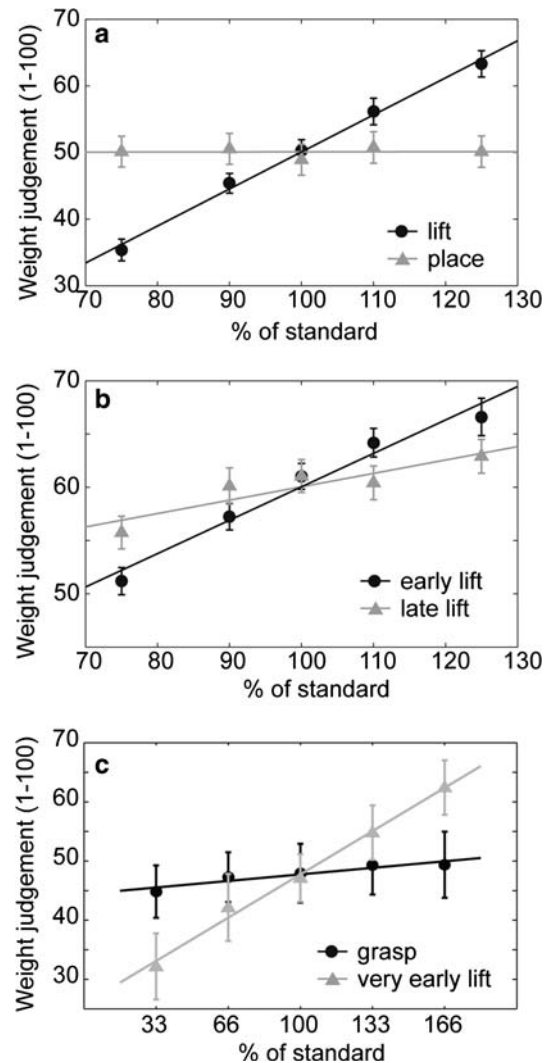 a
Weight judgement (1-100)
70
60
50
40
30
lift
place
70 80 90 100 110 120 130
% of standard
b
Weight judgement (1-100)
70
60
50
early lift
late lift
70 80 90 100 110 120 130
% of standard
c
Weight judgement (1-100)
70
60
50
40
30
grasp
very early lift
33 66 100 133 166
% of standard